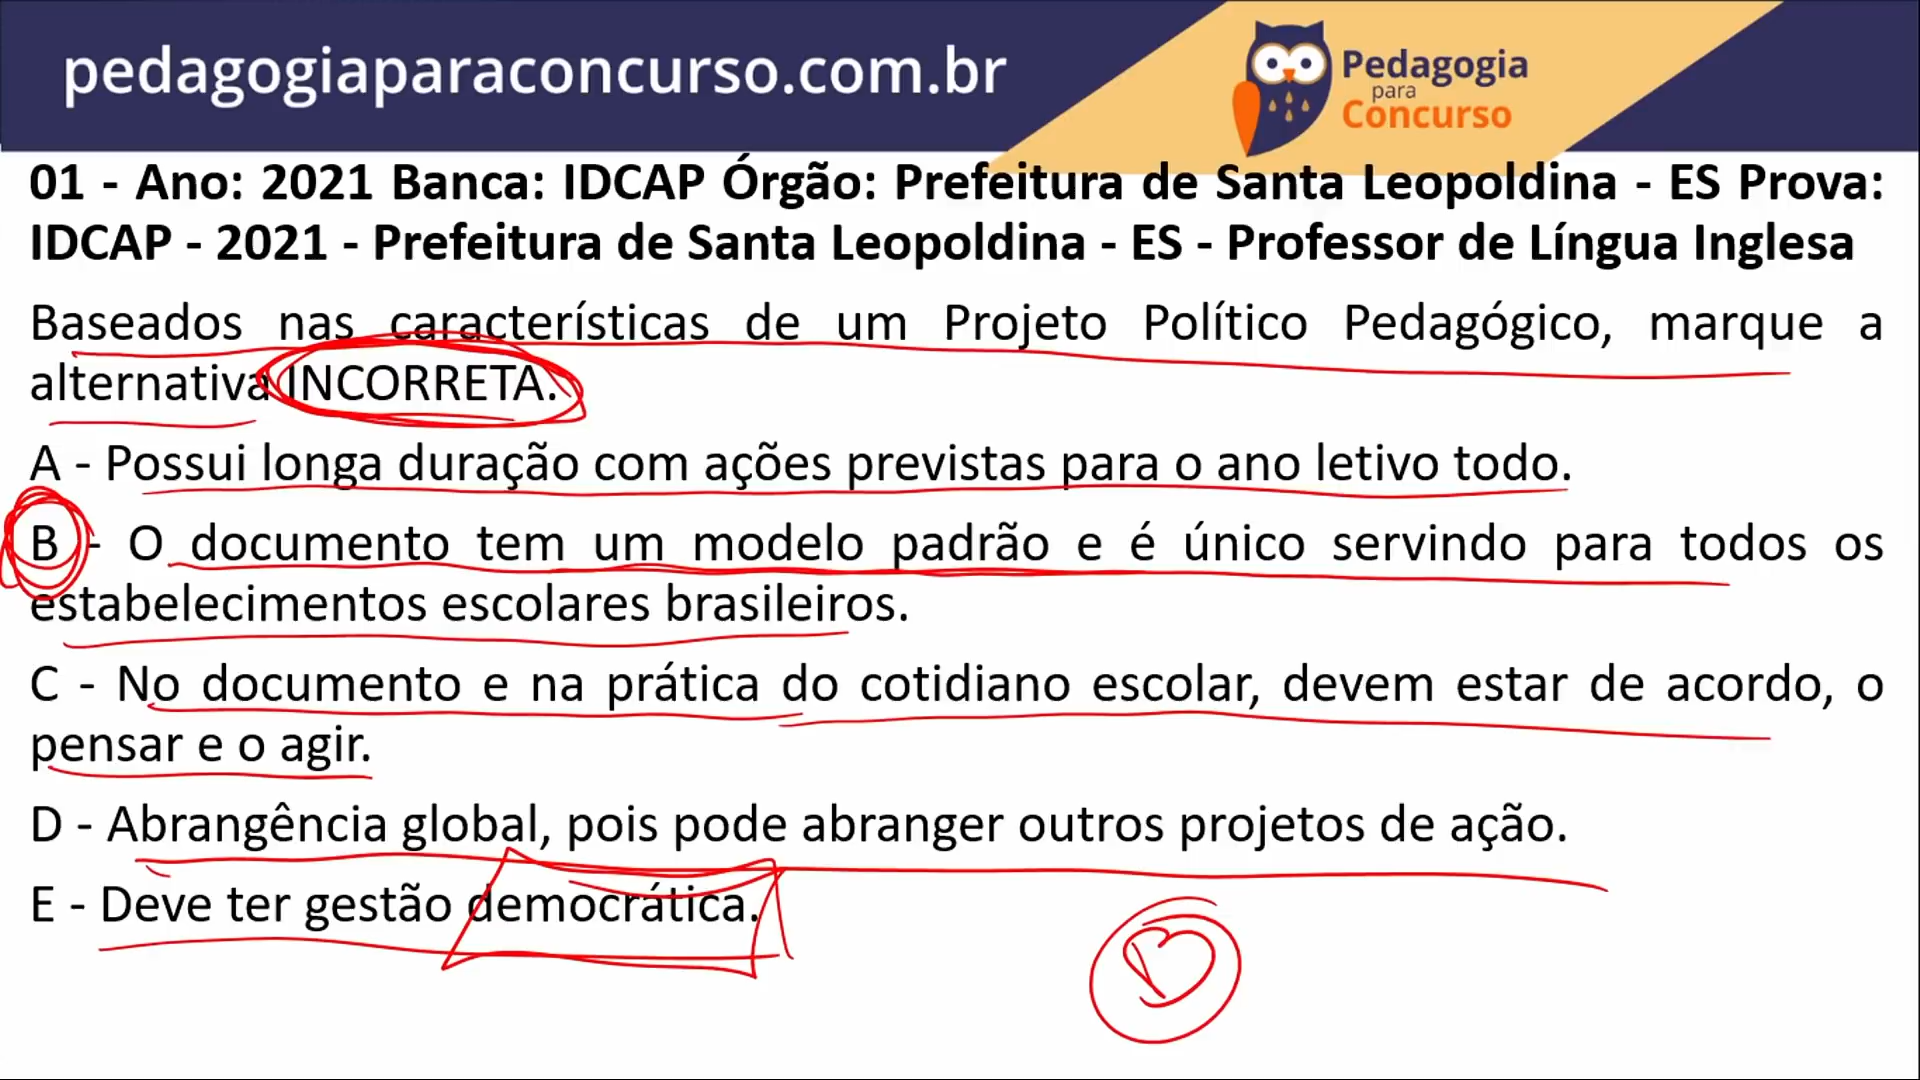 pedagogiaparaconcurso.com.br
Pedagogia
para
Concurso
01 - Ano: 2021 Banca: IDCAP Órgão: Prefeitura de Santa Leopoldina - ES Prova:
IDCAP - 2021 - Prefeitura de Santa Leopoldina - ES - Professor de Língua Inglesa
Baseados nas características de um Projeto Político Pedagógico, marque a
alternativa INCORRETA.
A - Possui longa duração com ações previstas para o ano letivo todo.
B - O documento tem um modelo padrão e é único servindo para todos os
estabelecimentos escolares brasileiros.
C - No documento e na prática do cotidiano escolar, devem estar de acordo, o
pensar e o agir.
D - Abrangência global, pois pode abranger outros projetos de ação.
E - Deve ter gestão democrática.